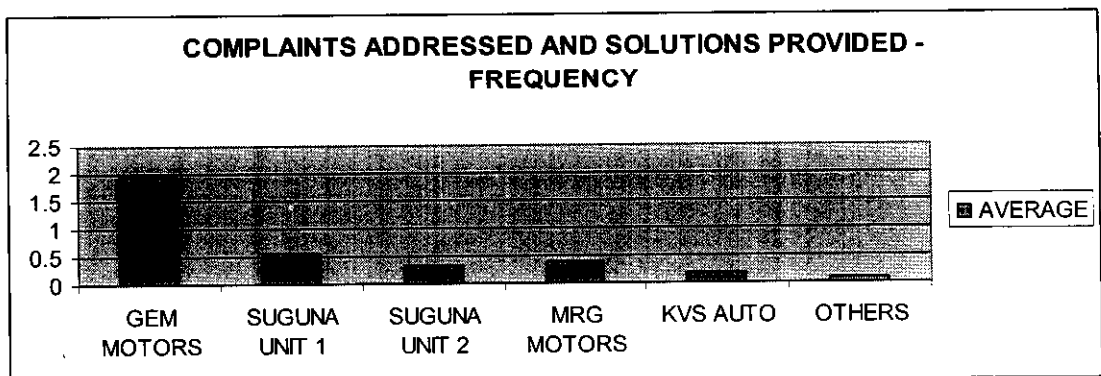 COMPLAINTS ADDRESSED AND SOLUTIONS PROVIDED -
FREQUENCY
2.5
2
1.5
1
0.5
0
GEM
MOTORS
SUGUNA
UNIT 1
SUGUNA
UNIT 2
MRG
MOTORS
KVS AUTO
OTHERS
AVERAGE